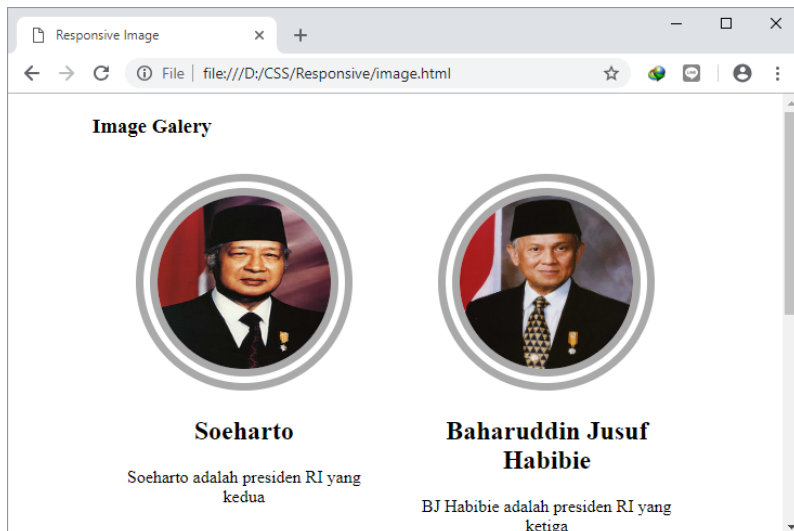 Responsive Image
File
file:///D:/CSS/Responsive/image.html
Image Galery
Soeharto
Soeharto adalah presiden RI yang
kedua
Baharuddin Jusuf
Habibie
BJ Habibie adalah presiden RI yang
ketiga